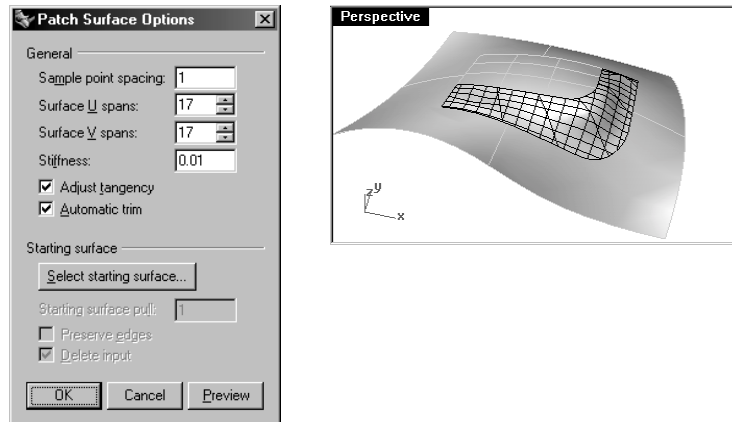 Patch Surface Options
General
Sample point spacing: 1
Surface U spans: 17
Surface V spans: 17
Stiffness: 0.01
Adjust tangency
Automatic trim
Starting surface
Select starting surface...
Starting surface pull: 1
Preserve edges
Delete input
OK Cancel Preview
Perspective
z y
x